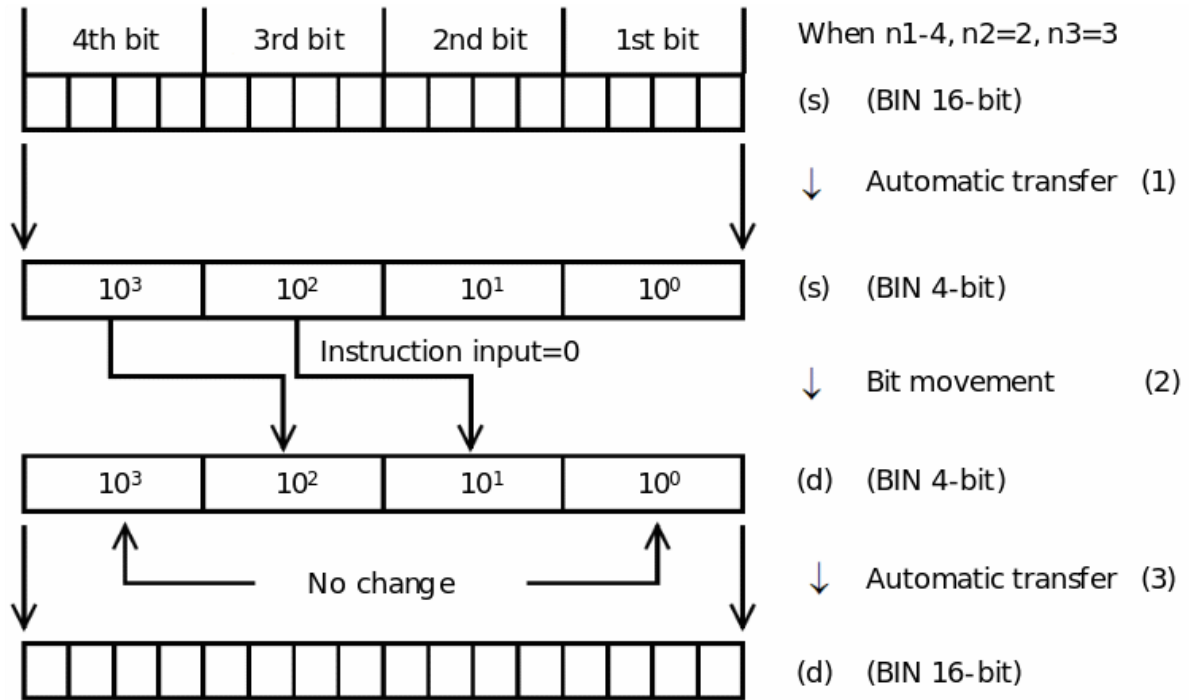 4th bit 3rd bit 2nd bit 1st bit When n1-4, n2=2, n3=3
(s) (BIN 16-bit)
↓ Automatic transfer (1)
10³ 10² 10¹ 10⁰ (s) (BIN 4-bit)
Instruction input=0
↓ Bit movement (2)
10³ 10² 10¹ 10⁰ (d) (BIN 4-bit)
No change ↓ Automatic transfer (3)
(d) (BIN 16-bit)